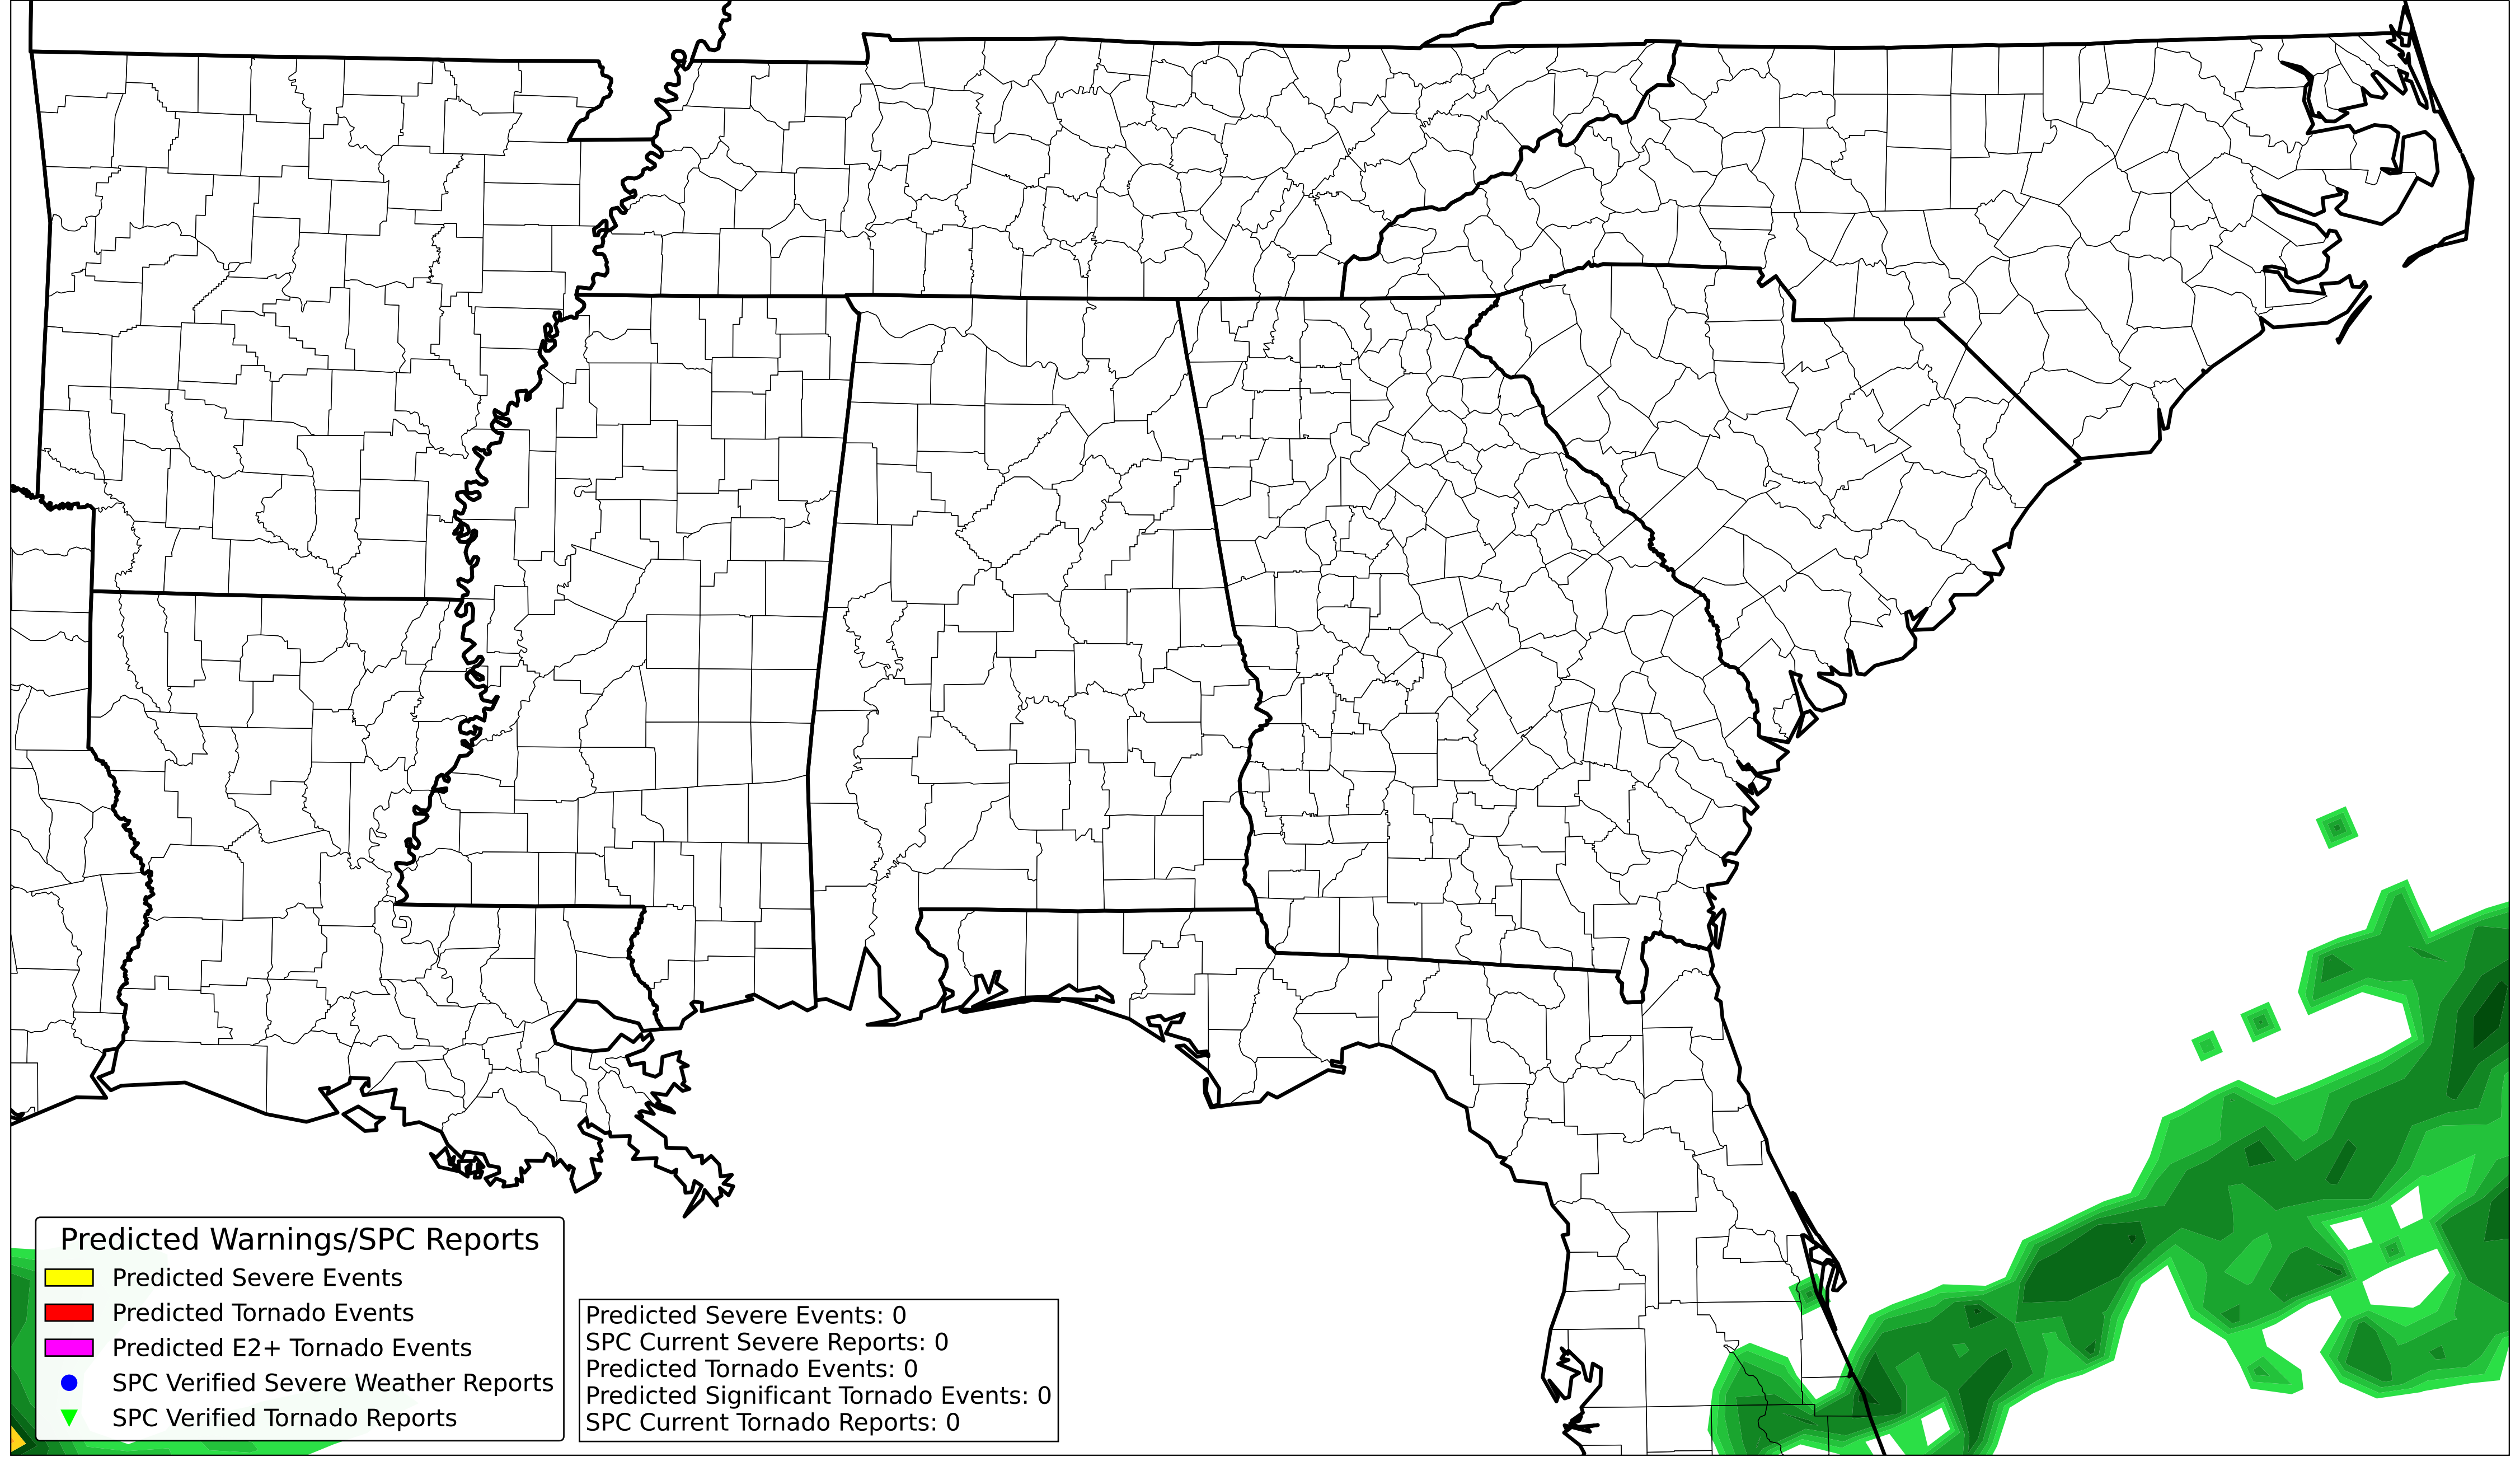 Predicted Warnings/SPC Reports
Predicted Severe Events
Predicted Tornado Events
Predicted E2+ Tornado Events
SPC Verified Severe Weather Reports
SPC Verified Tornado Reports
Predicted Severe Events: 0
SPC Current Severe Reports: 0
Predicted Tornado Events: 0
Predicted Significant Tornado Events: 0
SPC Current Tornado Reports: 0